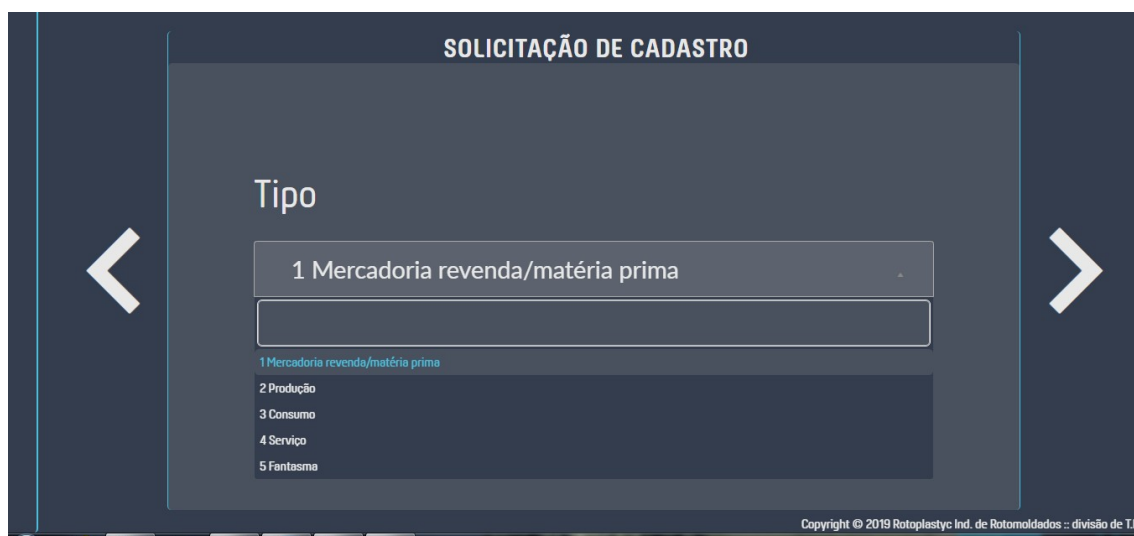 SOLICITAÇÃO DE CADASTRO
Tipo
1 Mercadoria revenda/matéria prima
1 Mercadoria revenda/matéria prima
2 Produção
3 Consumo
4 Serviço
5 Fantasma
Copyright © 2019 Rotoplastyc Ind. de Rotomoldados :: divisão de T.I